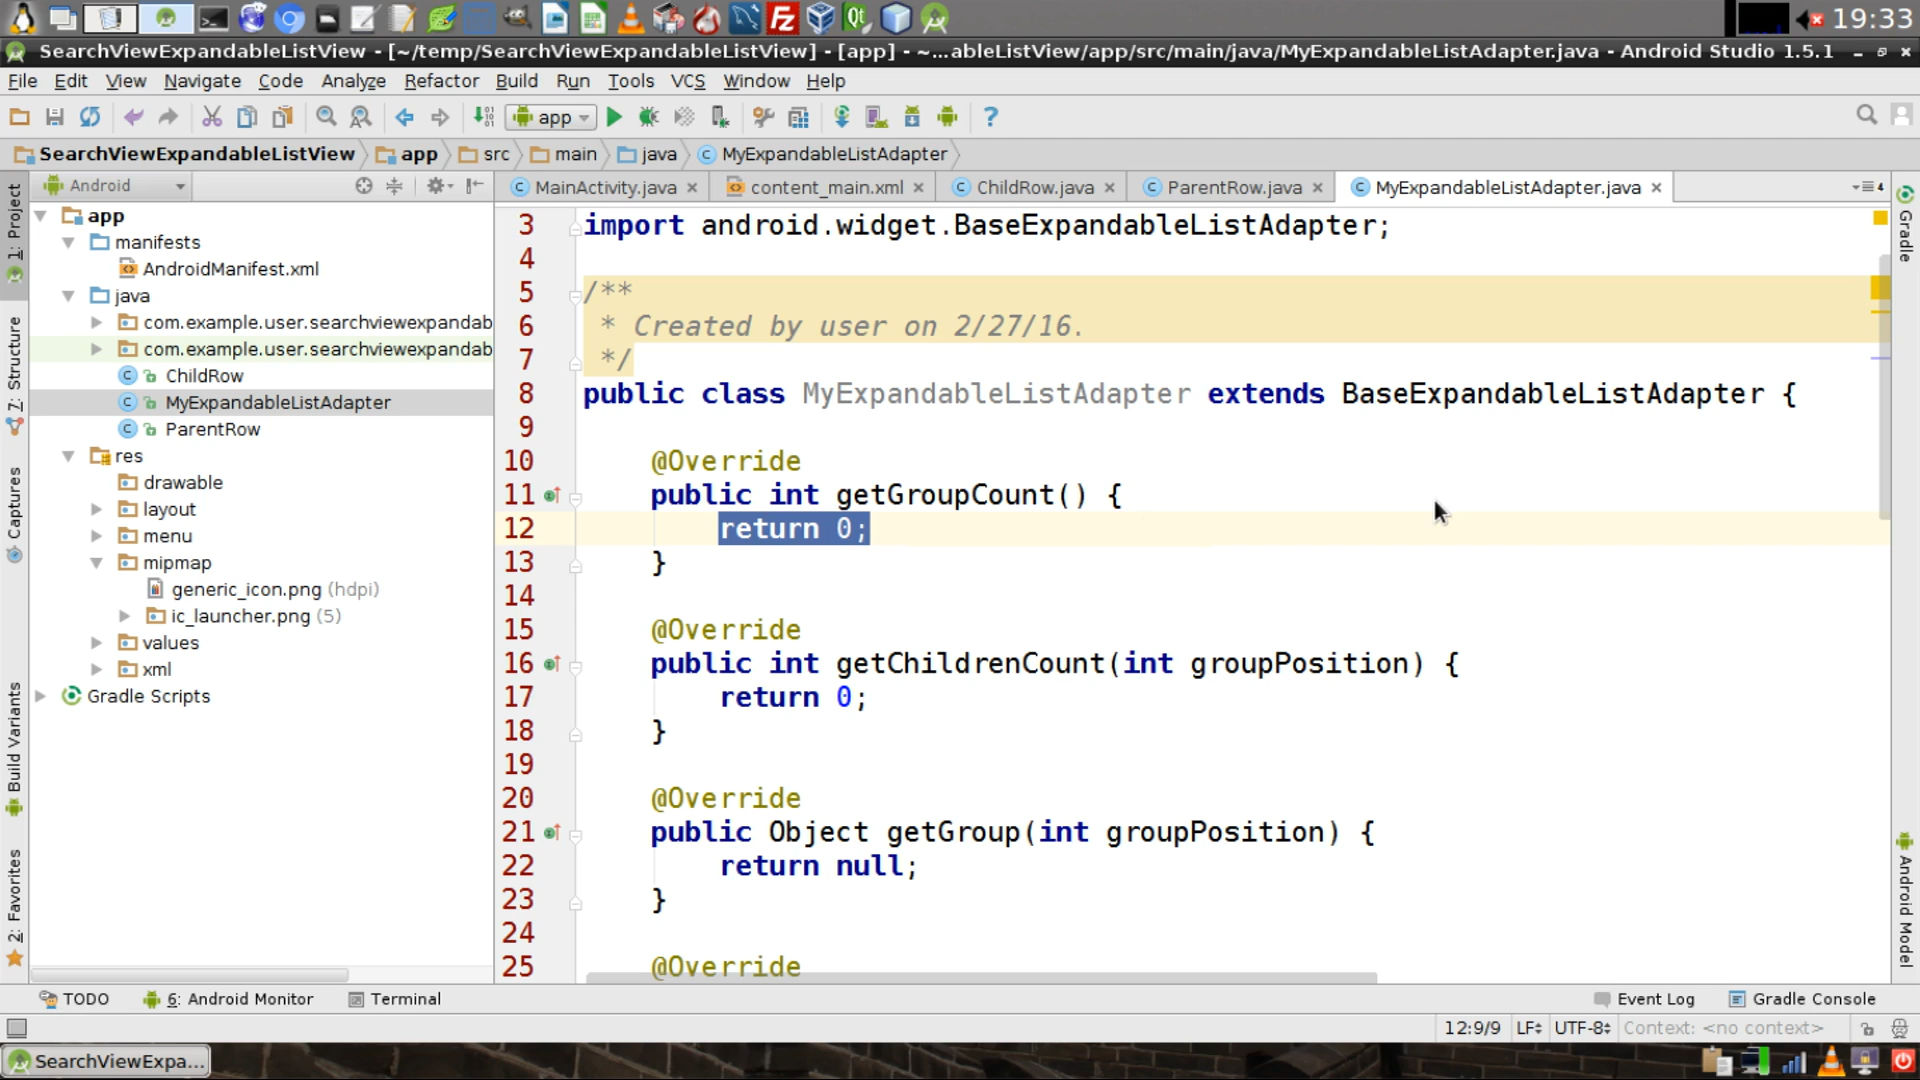 19:33
SearchViewExpandableListView - [~/temp/SearchViewExpandableListView] - [app] - ~...ableListView/app/src/main/java/MyExpandableListAdapter.java - Android Studio 1.5.1
File Edit View Navigate Code Analyze Refactor Build Run Tools VCS Window Help
app
SearchViewExpandableListView app src main java MyExpandableListAdapter
Android
MainActivity.java content_main.xml ChildRow.java ParentRow.java MyExpandableListAdapter.java
4
1: Project
7: Structure
Captures
Build Variants
2: Favorites
app
manifests
AndroidManifest.xml
java
com.example.user.searchviewexpandab
com.example.user.searchviewexpandab
ChildRow
MyExpandableListAdapter
ParentRow
res
drawable
layout
menu
mipmap
generic_icon.png (hdpi)
ic_launcher.png (5)
values
xml
Gradle Scripts
3 import android.widget.BaseExpandableListAdapter;
4
5 /**
6 * Created by user on 2/27/16.
7 */
8 public class MyExpandableListAdapter extends BaseExpandableListAdapter {
9
10 @Override
11 public int getGroupCount() {
12 return 0;
13 }
14
15 @Override
16 public int getChildrenCount(int groupPosition) {
17 return 0;
18 }
19
20 @Override
21 public Object getGroup(int groupPosition) {
22 return null;
23 }
24
25 @Override
Gradle
Android Model
TODO 6: Android Monitor Terminal Event Log Gradle Console
12:9/9 LF UTF-8 Context: <no context>
SearchViewExpa...